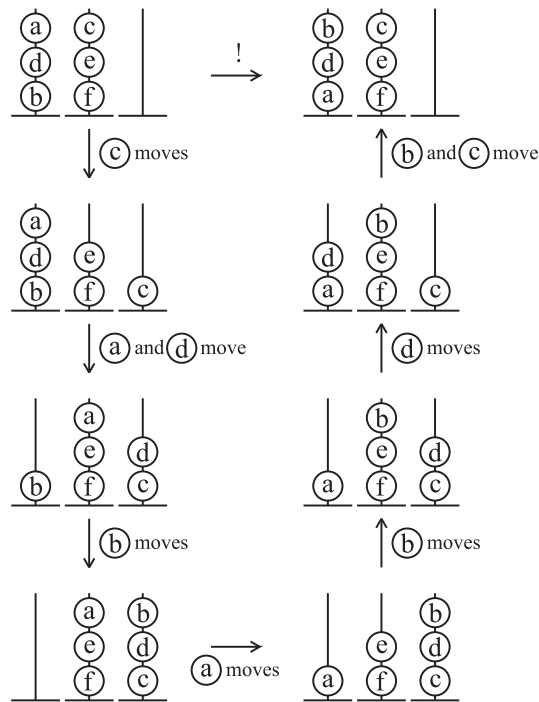 a c ! b c
d e d e
b f a f
c moves b and c move
a b
d e d e
b f c a f c
a and d move d moves
a b
e d e d
b f c a f c
b moves b moves
a b b
e d e d
f c a moves a f c